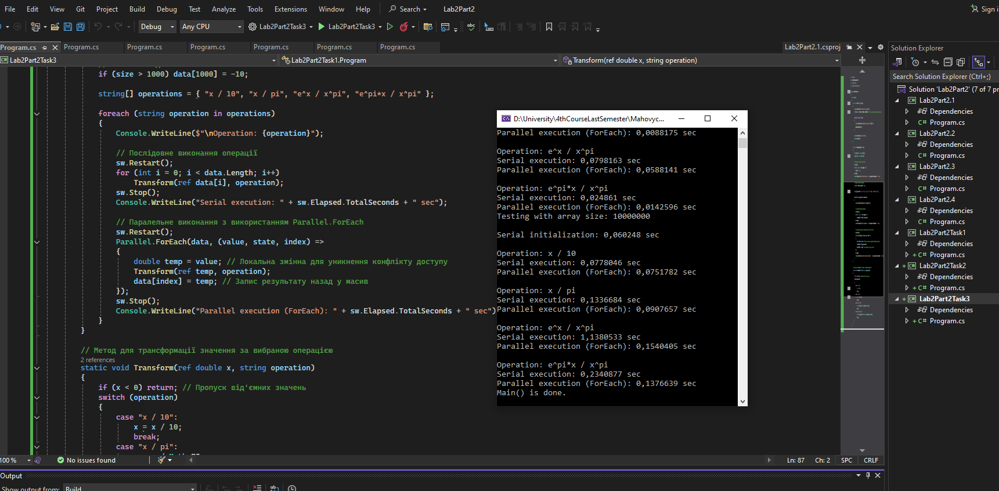 File Edit View Git Project Build Debug Test Analyze Tools Extensions Window Help Search Lab2Part2 Sign i
Debug Any CPU Lab2Part2Task3 Lab2Part2Task3
Program.cs Program.cs Program.cs Program.cs Program.cs Program.cs Program.cs Lab2Part2.1.csproj
Lab2Part2Task3 Lab2Part2Task1.Program Transform(ref double x, string operation)
if (size > 1000) data[1000] = -10;
string[] operations = { "x / 10", "x / pi", "e^x / x^pi", "e^pi*x / x^pi" };
foreach (string operation in operations)
{
Console.WriteLine($"\nOperation: {operation}");
// Послідовне виконання операції
sw.Restart();
for (int i = 0; i < data.Length; i++)
Transform(ref data[i], operation);
sw.Stop();
Console.WriteLine("Serial execution: " + sw.Elapsed.TotalSeconds + " sec");
// Паралельне виконання з використанням Parallel.ForEach
sw.Restart();
Parallel.ForEach(data, (value, state, index) =>
{
double temp = value; // Локальна змінна для уникнення конфлікту доступу
Transform(ref temp, operation);
data[index] = temp; // Запис результату назад у масив
});
sw.Stop();
Console.WriteLine("Parallel execution (ForEach): " + sw.Elapsed.TotalSeconds + " sec")
}
}
// Метод для трансформації значення за вибраною операцією
2 references
static void Transform(ref double x, string operation)
{
if (x < 0) return; // Пропуск від'ємних значень
switch (operation)
{
case "x / 10":
x = x / 10;
break;
case "x / pi":
D:\University\4thCourseLastSemester\Mahovyc...
Parallel execution (ForEach): 0,0088175 sec
Operation: e^x / x^pi
Serial execution: 0,0798163 sec
Parallel execution (ForEach): 0,0588141 sec
Operation: e^pi*x / x^pi
Serial execution: 0,024861 sec
Parallel execution (ForEach): 0,0142596 sec
Testing with array size: 10000000
Serial initialization: 0,060248 sec
Operation: x / 10
Serial execution: 0,0778046 sec
Parallel execution (ForEach): 0,0751782 sec
Operation: x / pi
Serial execution: 0,1336684 sec
Parallel execution (ForEach): 0,0907657 sec
Operation: e^x / x^pi
Serial execution: 1,1380533 sec
Parallel execution (ForEach): 0,1540405 sec
Operation: e^pi*x / x^pi
Serial execution: 0,2340877 sec
Parallel execution (ForEach): 0,1376639 sec
Main() is done.
Solution Explorer
Search Solution Explorer (Ctrl+;)
Solution 'Lab2Part2' (7 of 7 pr
Lab2Part2.1
Dependencies
C# Program.cs
Lab2Part2.2
Dependencies
C# Program.cs
Lab2Part2.3
Dependencies
C# Program.cs
Lab2Part2.4
Dependencies
C# Program.cs
Lab2Part2Task1
Dependencies
C# Program.cs
Lab2Part2Task2
Dependencies
C# Program.cs
Lab2Part2Task3
Dependencies
C# Program.cs
100 % No issues found Ln: 87 Ch: 2 SPC CRLF
Output
Show output from: Build